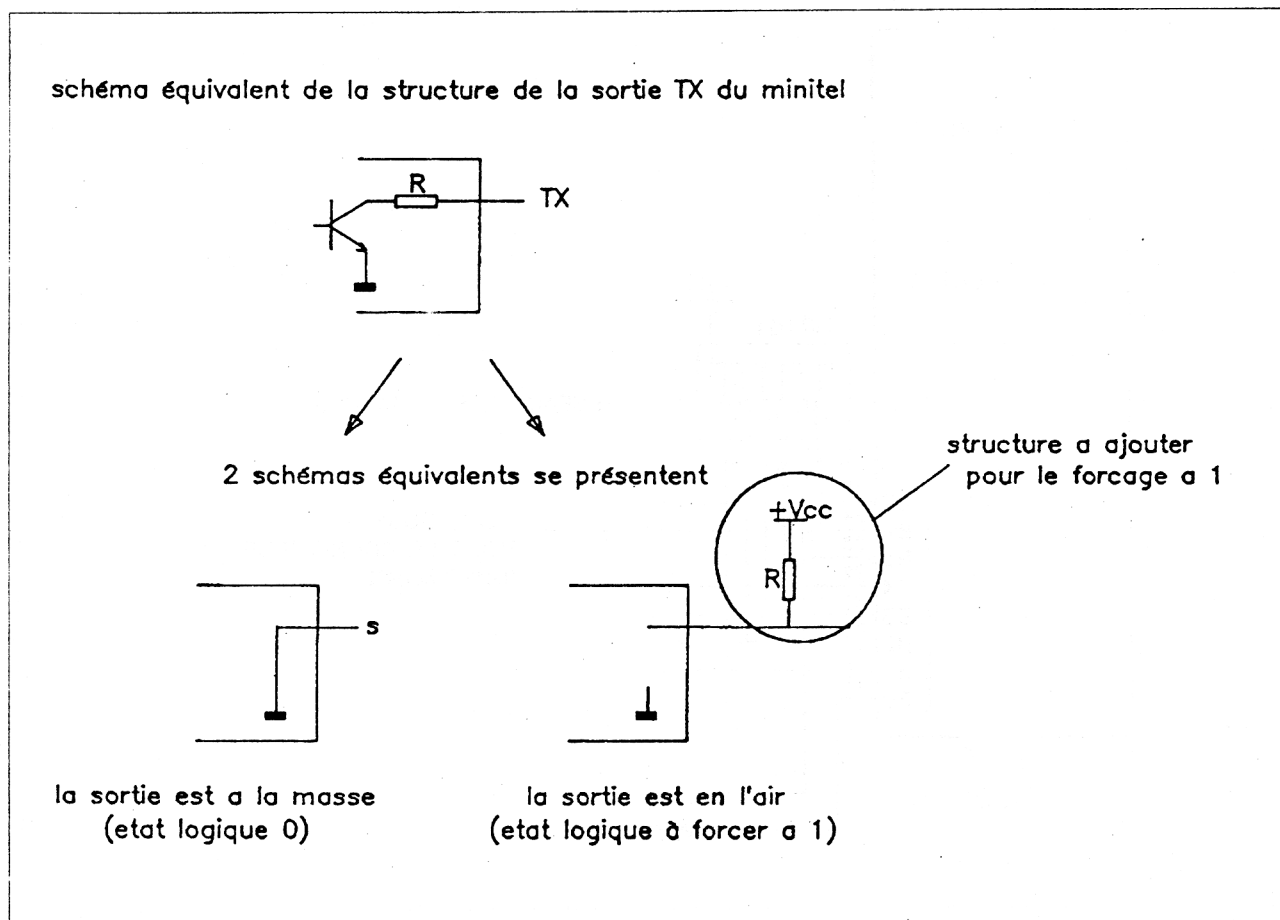 schéma équivalent de la structure de la sortie TX du minitel
R
TX
2 schémas équivalents se présentent
structure a ajouter
pour le forcage a 1
+Vcc
R
s
la sortie est a la masse
(etat logique 0)
la sortie est en l'air
(etat logique à forcer a 1)